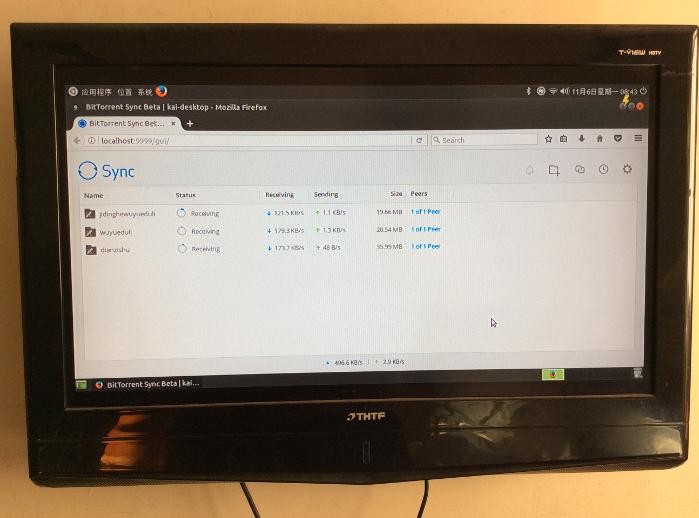 T-VIEW HDTV
应用程序 位置 系统 11月6日星期一 08:43
BitTorrent Sync Beta | kai-desktop - Mozilla Firefox
BitTorrent Sync Bet... × +
localhost:9999/gui/ Search
Sync
Name Status Receiving Sending Size Peers
jidinghewuyueduli Receiving 121.5 KB/s 1.1 KB/s 19.66 MB 1 of 1 Peer
wuyueduli Receiving 179.3 KB/s 1.3 KB/s 20.54 MB 1 of 1 Peer
dianzishu Receiving 173.7 KB/s 48 B/s 35.99 MB 1 of 1 Peer
496.6 KB/s 2.9 KB/s
BitTorrent Sync Beta | kai...
THTF